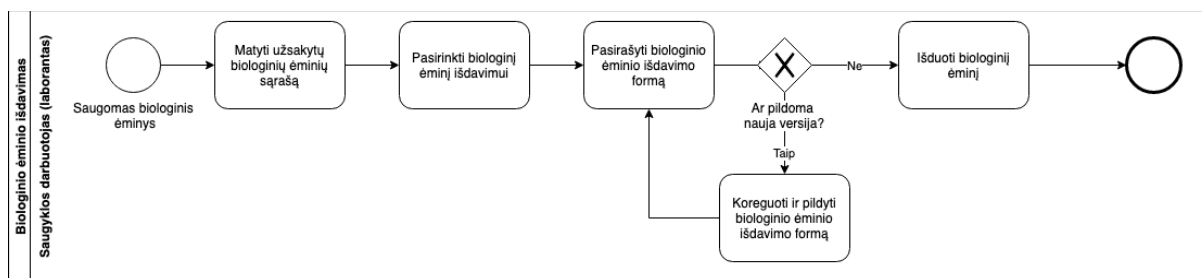 Biologinio ėminio išdavimas
Saugyklos darbuotojas (laborantas)
Saugomas biologinis
ėminys
Matyti užsakytų
biologinių ėminių
sąrašą
Pasirinkti biologinį
ėminį išdavimui
Pasirašyti biologinio
ėminio išdavimo
formą
Ar pildoma
nauja versija?
Ne
Išduoti biologinį
ėminį
Taip
Koreguoti ir pildyti
biologinio ėminio
išdavimo formą